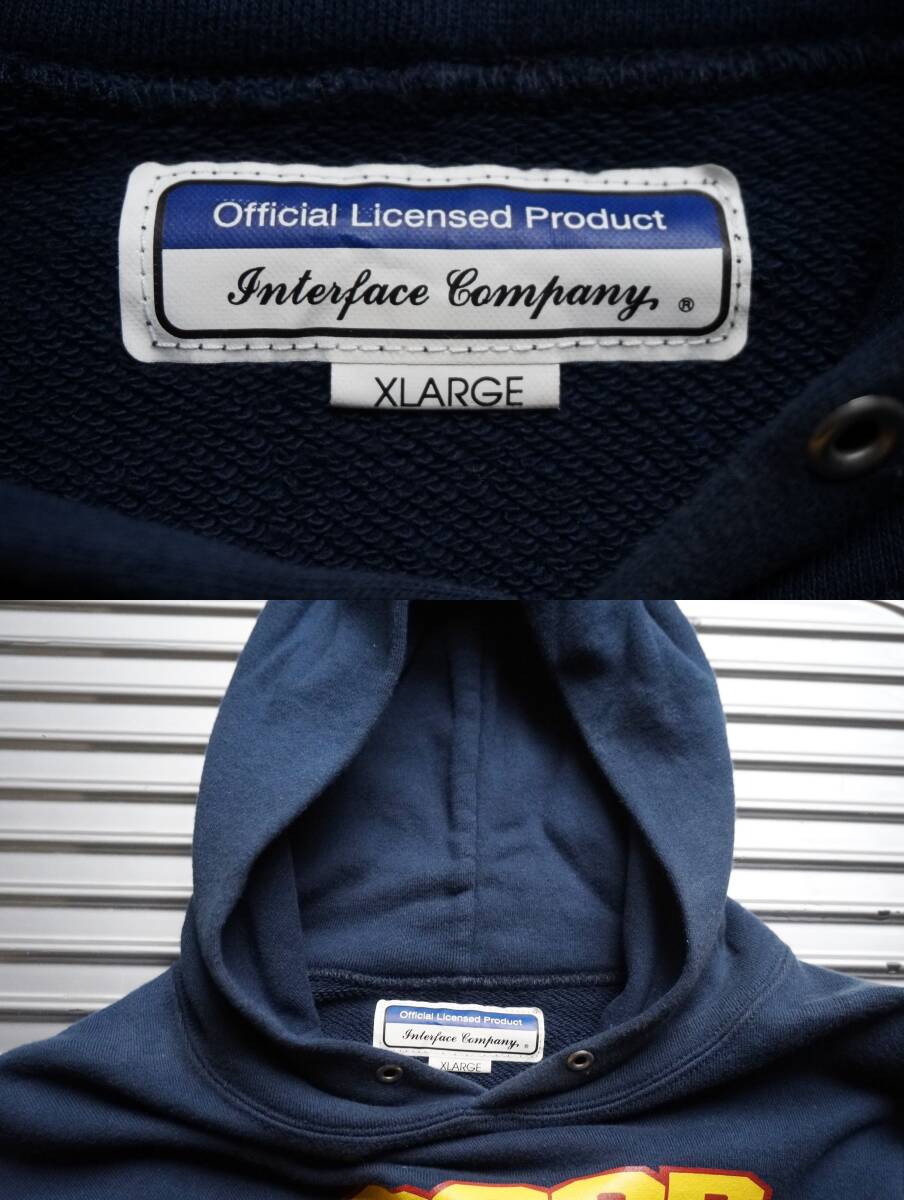 Official Licensed Product
Interface Company, ®
XLARGE
Official Licensed Product
Interface Company, ®
XLARGE